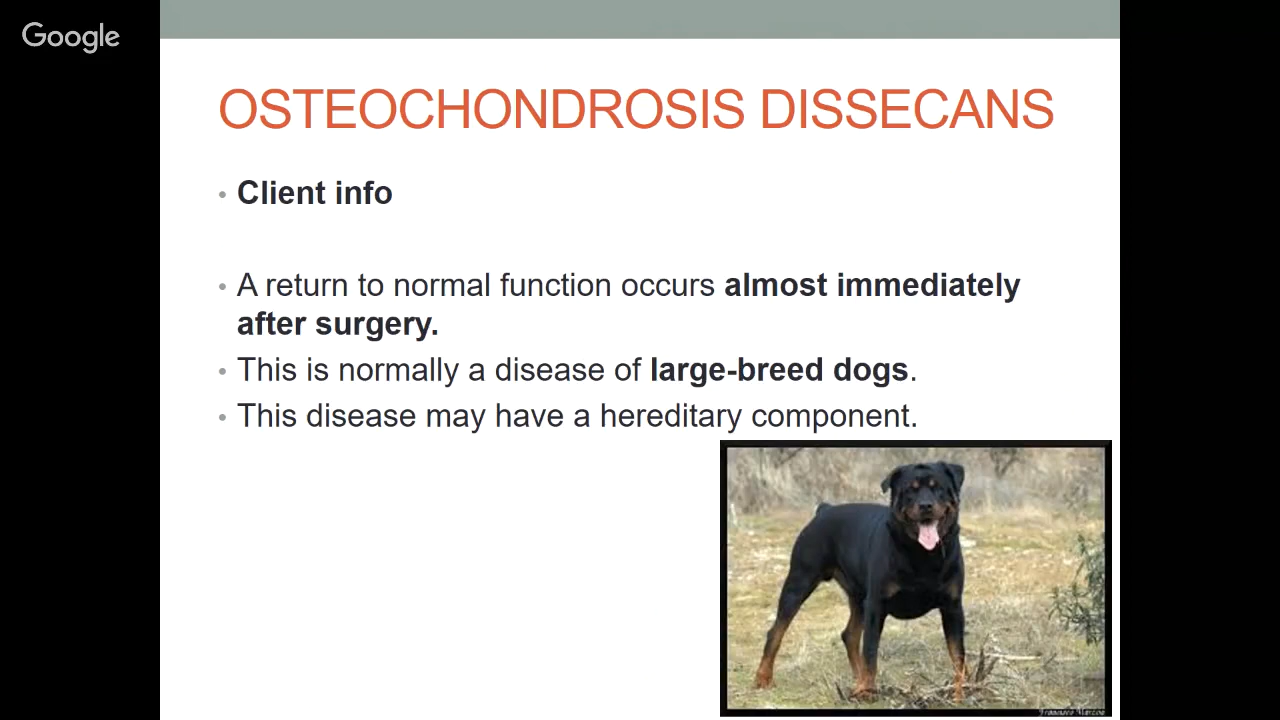 Google
OSTEOCHONDROSIS DISSECANS
• Client info
• A return to normal function occurs almost immediately
after surgery.
• This is normally a disease of large-breed dogs.
• This disease may have a hereditary component.